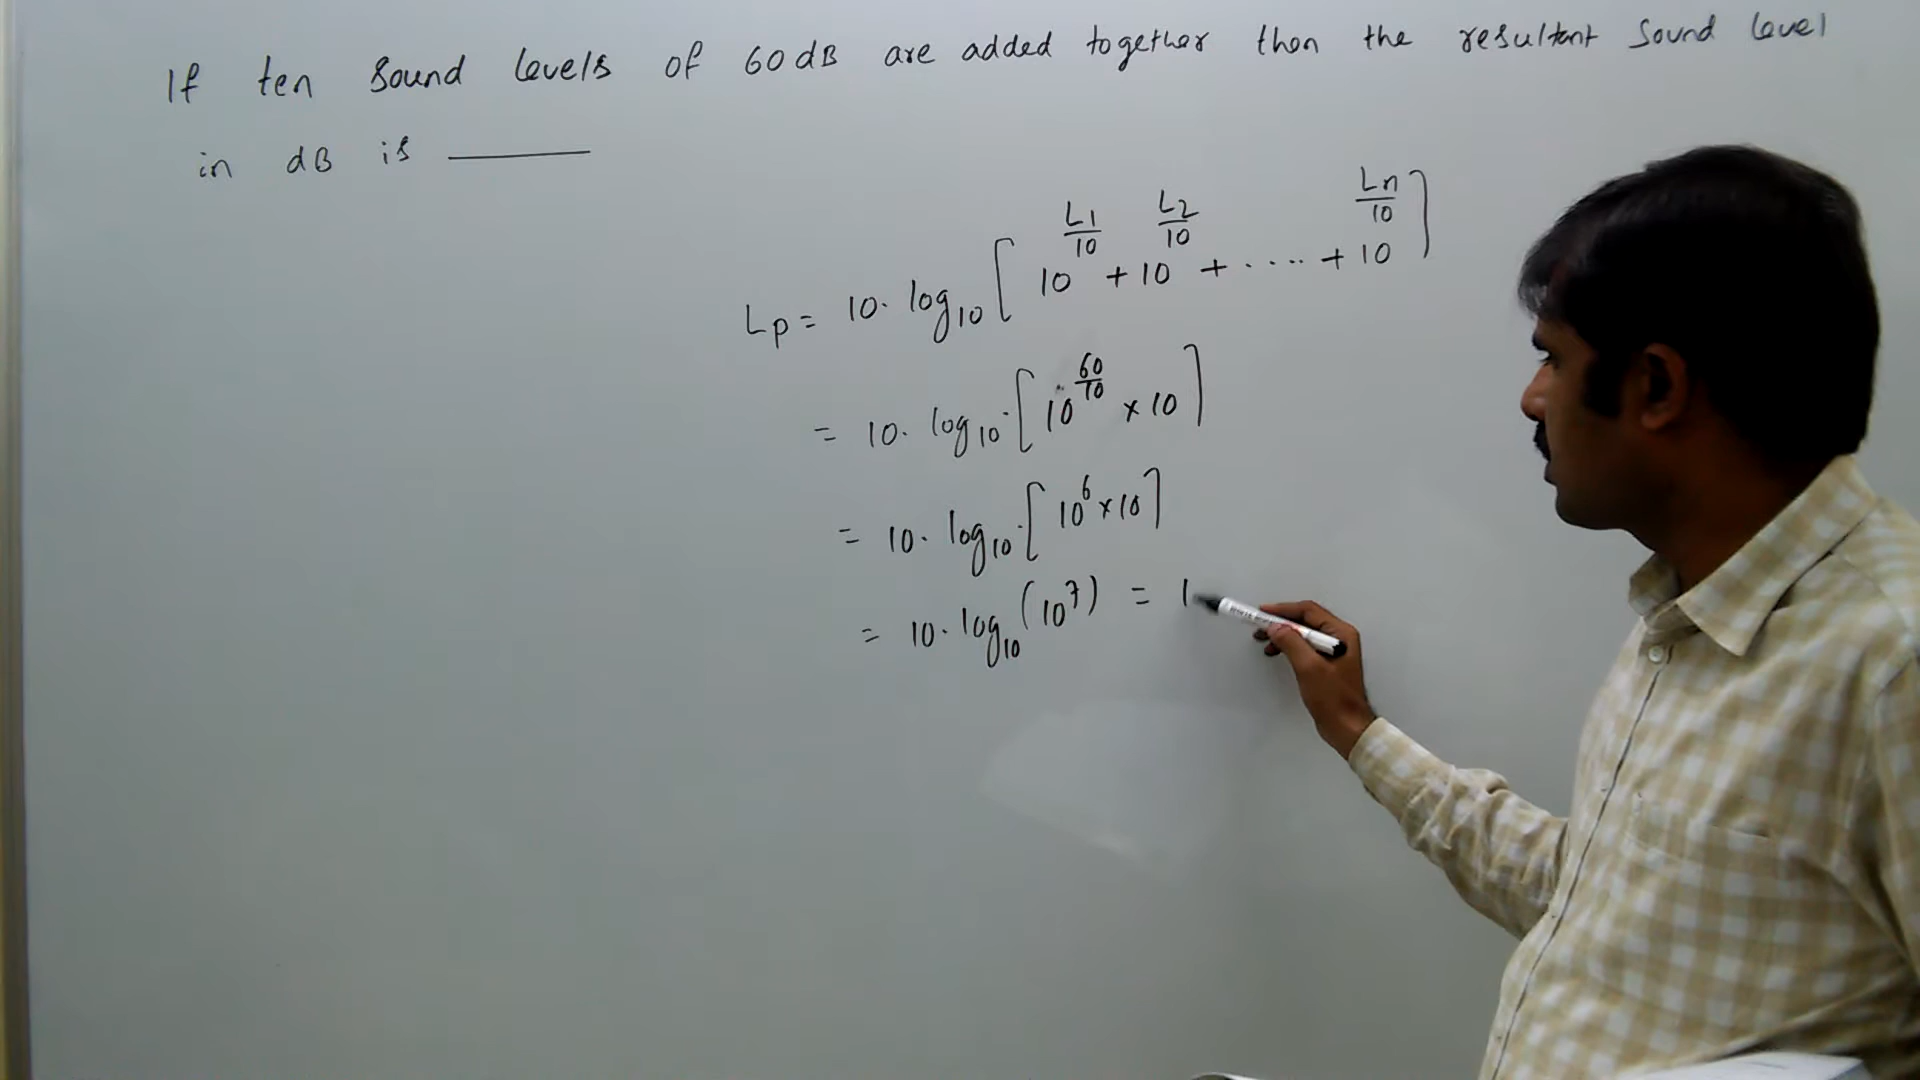 If ten sound levels of 60 dB are added together then the resultant sound level
in dB is ______
Lp = 10. log10 [ 10^(L1/10) + 10^(L2/10) + ..... + 10^(Ln/10) ]
= 10. log10 . [ 10^(60/10) × 10 ]
= 10. log10 . [ 10^6 × 10 ]
= 10. log10 (10^7) = 1